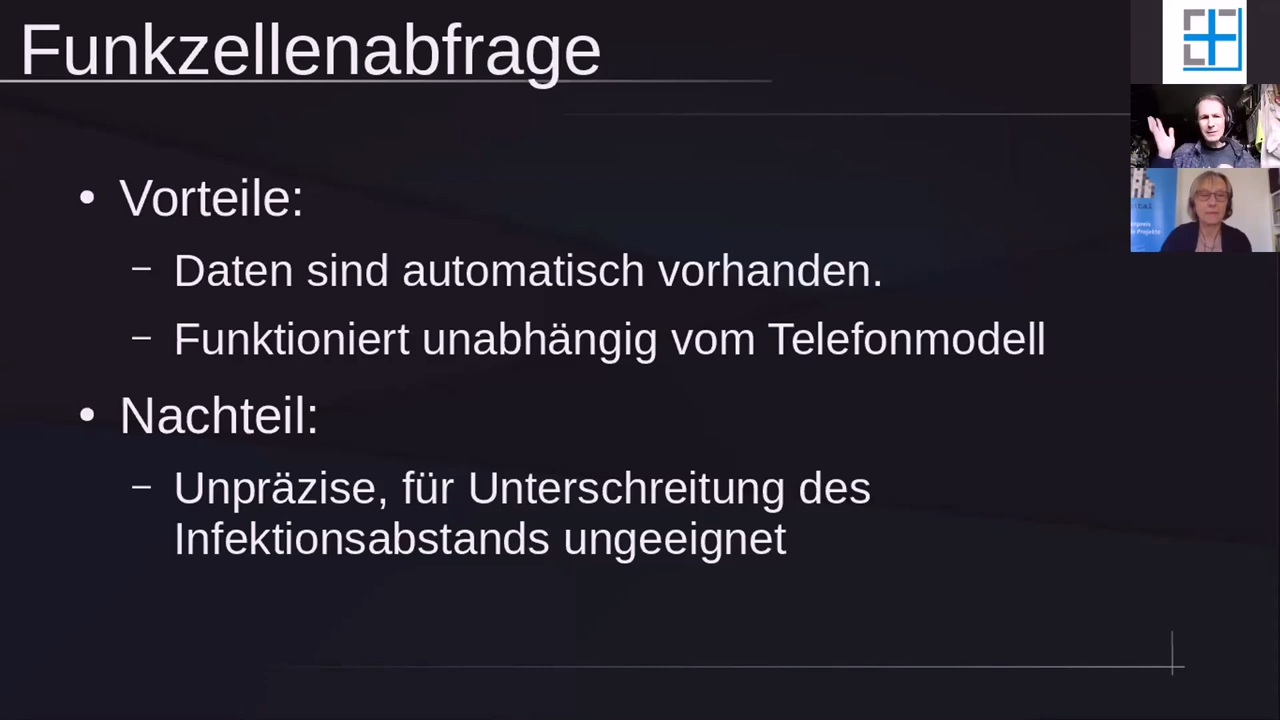 Funkzellenabfrage
• Vorteile:
– Daten sind automatisch vorhanden.
– Funktioniert unabhängig vom Telefonmodell
• Nachteil:
– Unpräzise, für Unterschreitung des
Infektionsabstands ungeeignet